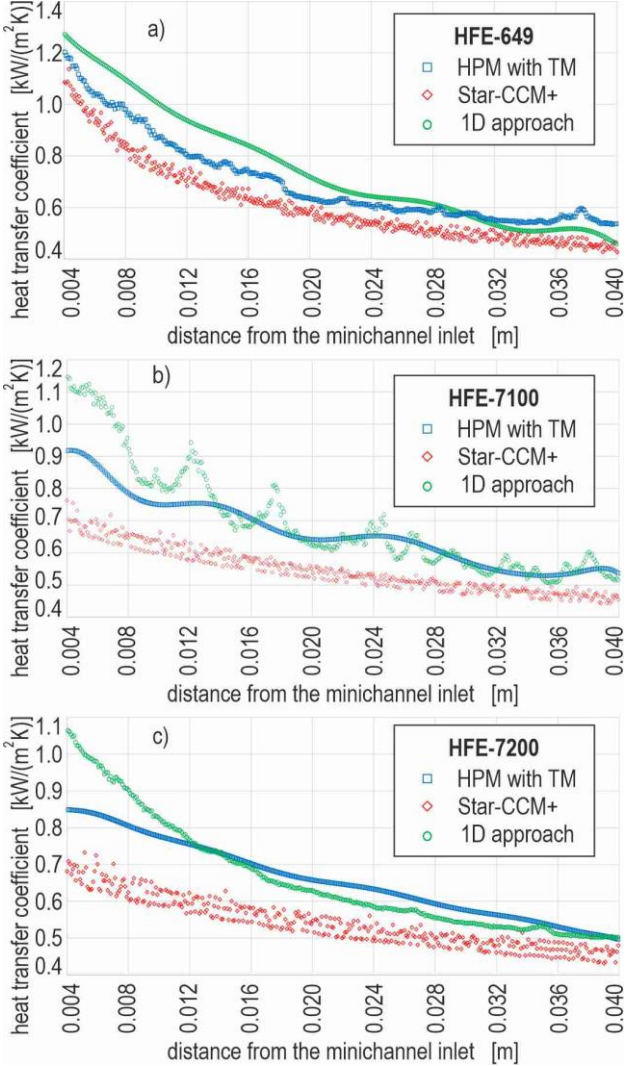 a)
HFE-649
HPM with TM
Star-CCM+
1D approach
heat transfer coefficient [kW/(m²K)]
1.4
1.2
1.0
0.8
0.6
0.4
0.004
0.008
0.012
0.016
0.020
0.024
0.028
0.032
0.036
0.040
distance from the minichannel inlet [m]
b)
HFE-7100
HPM with TM
Star-CCM+
1D approach
heat transfer coefficient [kW/(m²K)]
1.2
1.1
1.0
0.9
0.8
0.7
0.6
0.5
0.4
0.004
0.008
0.012
0.016
0.020
0.024
0.028
0.032
0.036
0.040
distance from the minichannel inlet [m]
c)
HFE-7200
HPM with TM
Star-CCM+
1D approach
heat transfer coefficient [kW/(m²K)]
1.1
1.0
0.9
0.8
0.7
0.6
0.5
0.4
0.004
0.008
0.012
0.016
0.020
0.024
0.028
0.032
0.036
0.040
distance from the minichannel inlet [m]